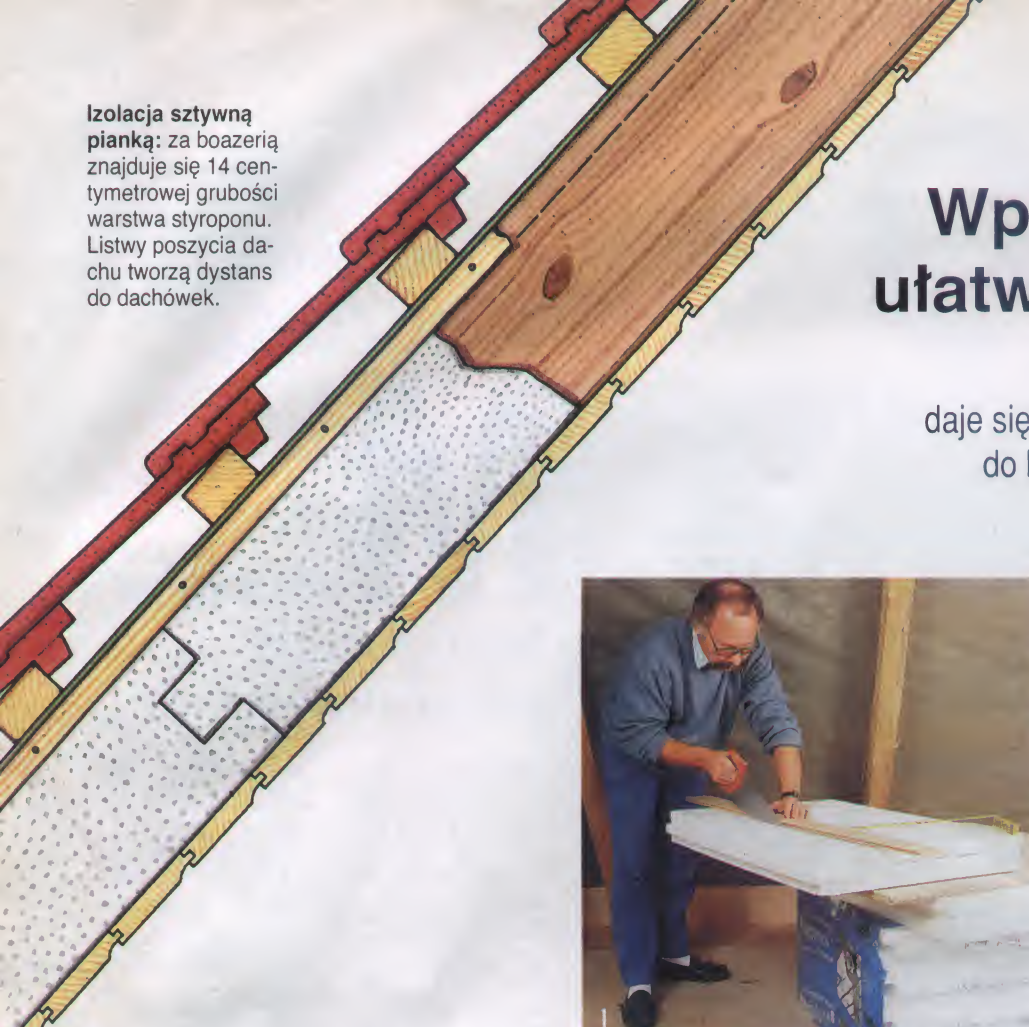 Izolacja sztywną
pianką: za boazerią
znajduje się 14 cen-
tymetrowej grubości
warstwa styroponu.
Listwy poszycia da-
chu tworzą dystans
do dachówek.
Wp
ułatw
daje się
do